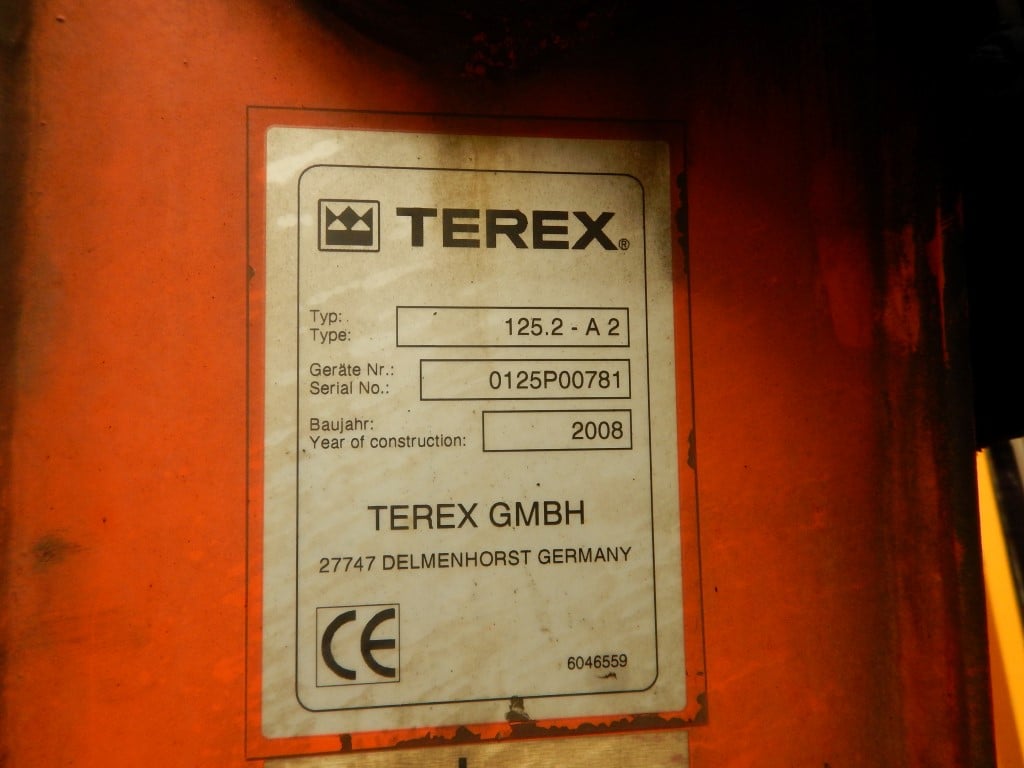 TEREX®
Typ:
Type:
125.2 - A 2
Geräte Nr.:
Serial No.:
0125P00781
Baujahr:
Year of construction:
2008
TEREX GMBH
27747 DELMENHORST GERMANY
CE
6046559